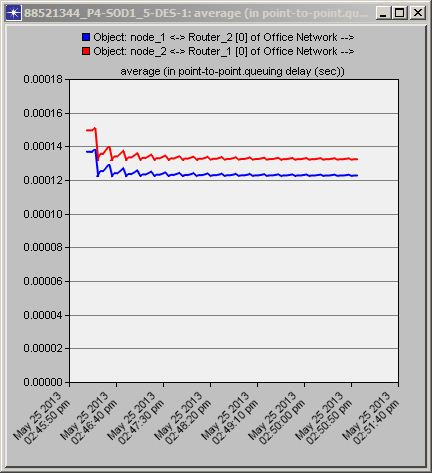 88521344_P4-SOD1_5-DES-1: average (in point-to-point.qu...
Object: node_1 <-> Router_2 [0] of Office Network -->
Object: node_2 <-> Router_1 [0] of Office Network -->
average (in point-to-point.queuing delay (sec))
0.00018
0.00016
0.00014
0.00012
0.00010
0.00008
0.00006
0.00004
0.00002
0.00000
May 25 2013
02:45:50 pm
May 25 2013
02:46:40 pm
May 25 2013
02:47:30 pm
May 25 2013
02:48:20 pm
May 25 2013
02:49:10 pm
May 25 2013
02:50:00 pm
May 25 2013
02:50:50 pm
May 25 2013
02:51:40 pm